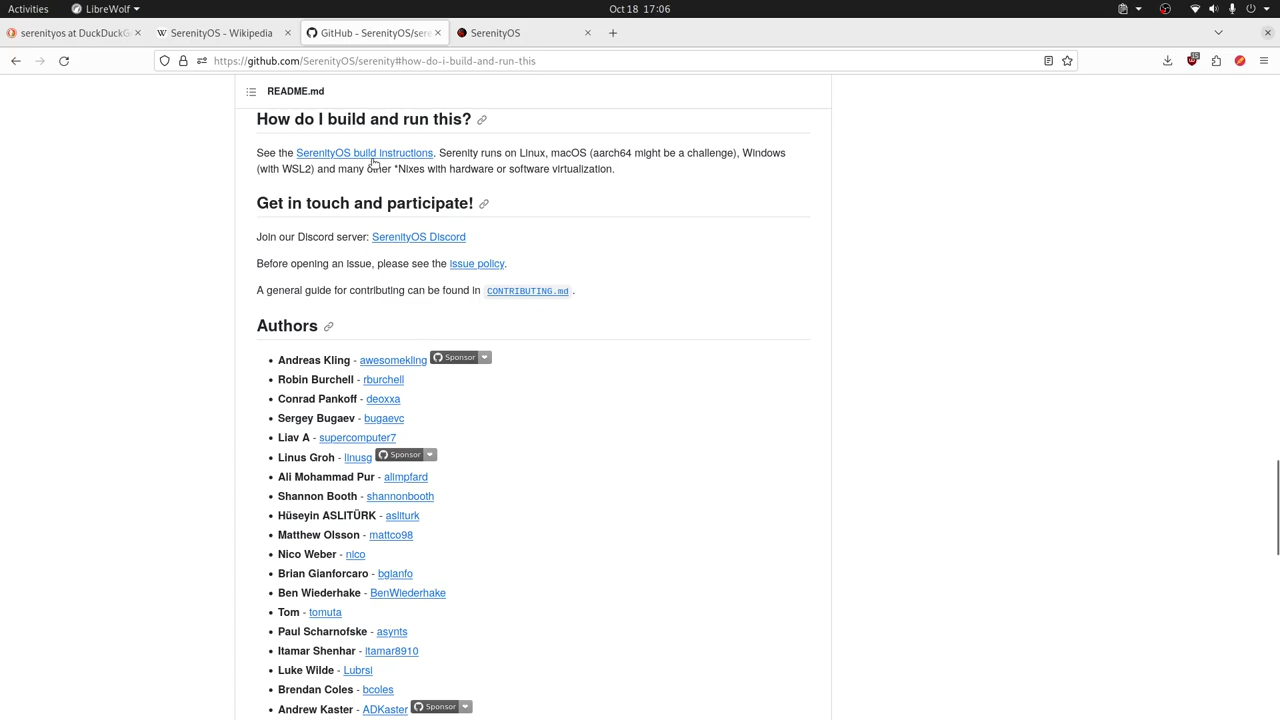 Activities
LibreWolf
Oct 18 17:06
serenityos at DuckDuckG
SerenityOS - Wikipedia
GitHub - SerenityOS/sere
SerenityOS
https://github.com/SerenityOS/serenity#how-do-i-build-and-run-this
README.md
How do I build and run this?
See the SerenityOS build instructions. Serenity runs on Linux, macOS (aarch64 might be a challenge), Windows
(with WSL2) and many other *Nixes with hardware or software virtualization.
Get in touch and participate!
Join our Discord server: SerenityOS Discord
Before opening an issue, please see the issue policy.
A general guide for contributing can be found in CONTRIBUTING.md.
Authors
• Andreas Kling - awesomekling Sponsor
• Robin Burchell - rburchell
• Conrad Pankoff - deoxxa
• Sergey Bugaev - bugaevc
• Liav A - supercomputer7
• Linus Groh - linusg Sponsor
• Ali Mohammad Pur - alimpfard
• Shannon Booth - shannonbooth
• Hüseyin ASLITÜRK - asliturk
• Matthew Olsson - mattco98
• Nico Weber - nico
• Brian Gianforcaro - bgianfo
• Ben Wiederhake - BenWiederhake
• Tom - tomuta
• Paul Scharnofske - asynts
• Itamar Shenhar - itamar8910
• Luke Wilde - Lubrsi
• Brendan Coles - bcoles
• Andrew Kaster - ADKaster Sponsor